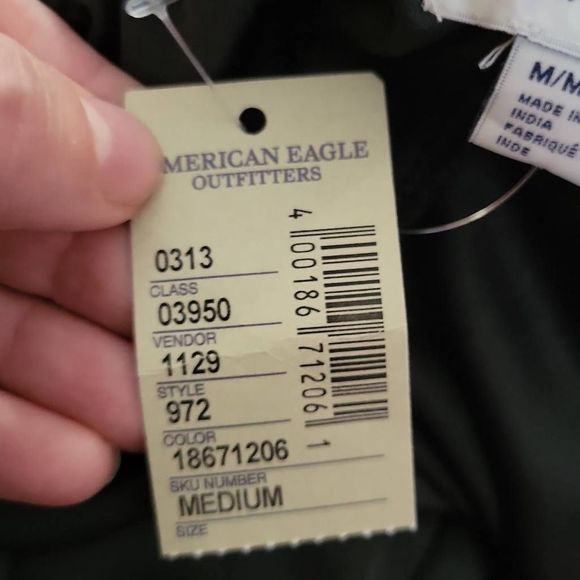 AMERICAN EAGLE
OUTFITTERS
0313
CLASS
03950
VENDOR
1129
STYLE
972
COLOR
18671206
SKU NUMBER
MEDIUM
SIZE
4 00186 71206 1
M/M
MADE IN
INDIA
FABRIQUÉ
INDE